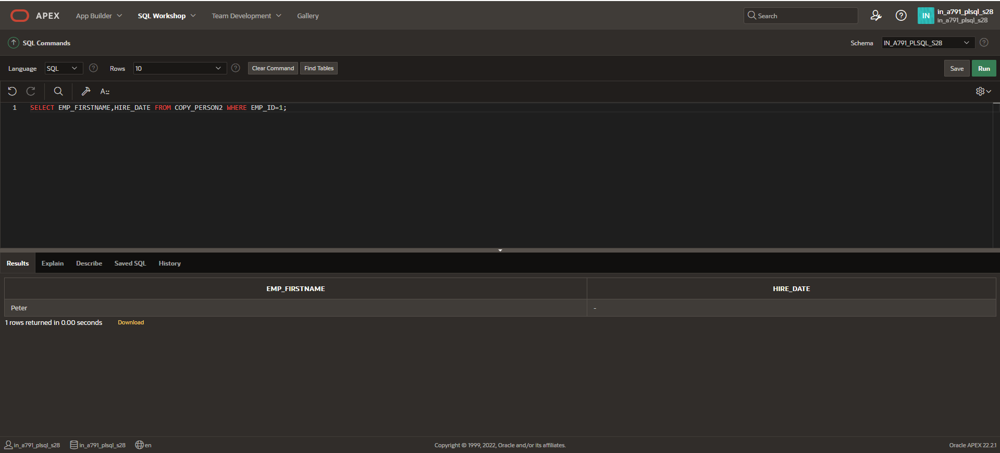 APEX App Builder SQL Workshop Team Development Gallery Search IN in_a791_plsql_s28
in_a791_plsql_s28
SQL Commands Schema IN_A791_PLSQL_S28
Language SQL Rows 10 Clear Command Find Tables Save Run
A
1 SELECT EMP_FIRSTNAME,HIRE_DATE FROM COPY_PERSON2 WHERE EMP_ID=1;
Results Explain Describe Saved SQL History
EMP_FIRSTNAME HIRE_DATE
Peter -
1 rows returned in 0.00 seconds Download
in_a791_plsql_s28 in_a791_plsql_s28 en Copyright © 1999, 2022, Oracle and/or its affiliates. Oracle APEX 22.2.1